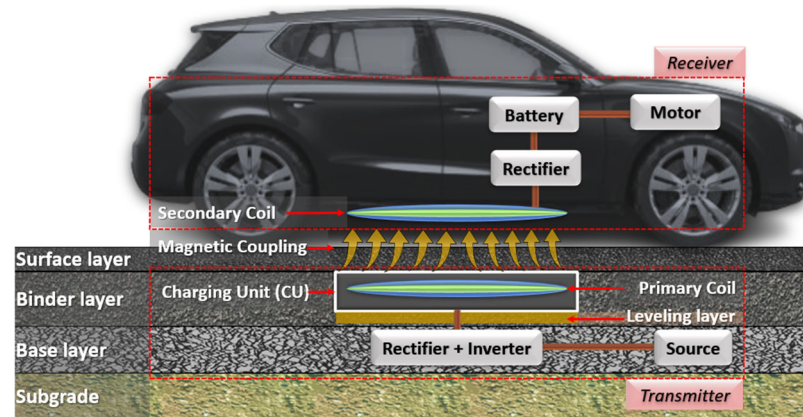 Receiver
Battery
Motor
Rectifier
Secondary Coil
Magnetic Coupling
Surface layer
Binder layer
Charging Unit (CU)
Primary Coil
Leveling layer
Base layer
Rectifier + Inverter
Source
Subgrade
Transmitter